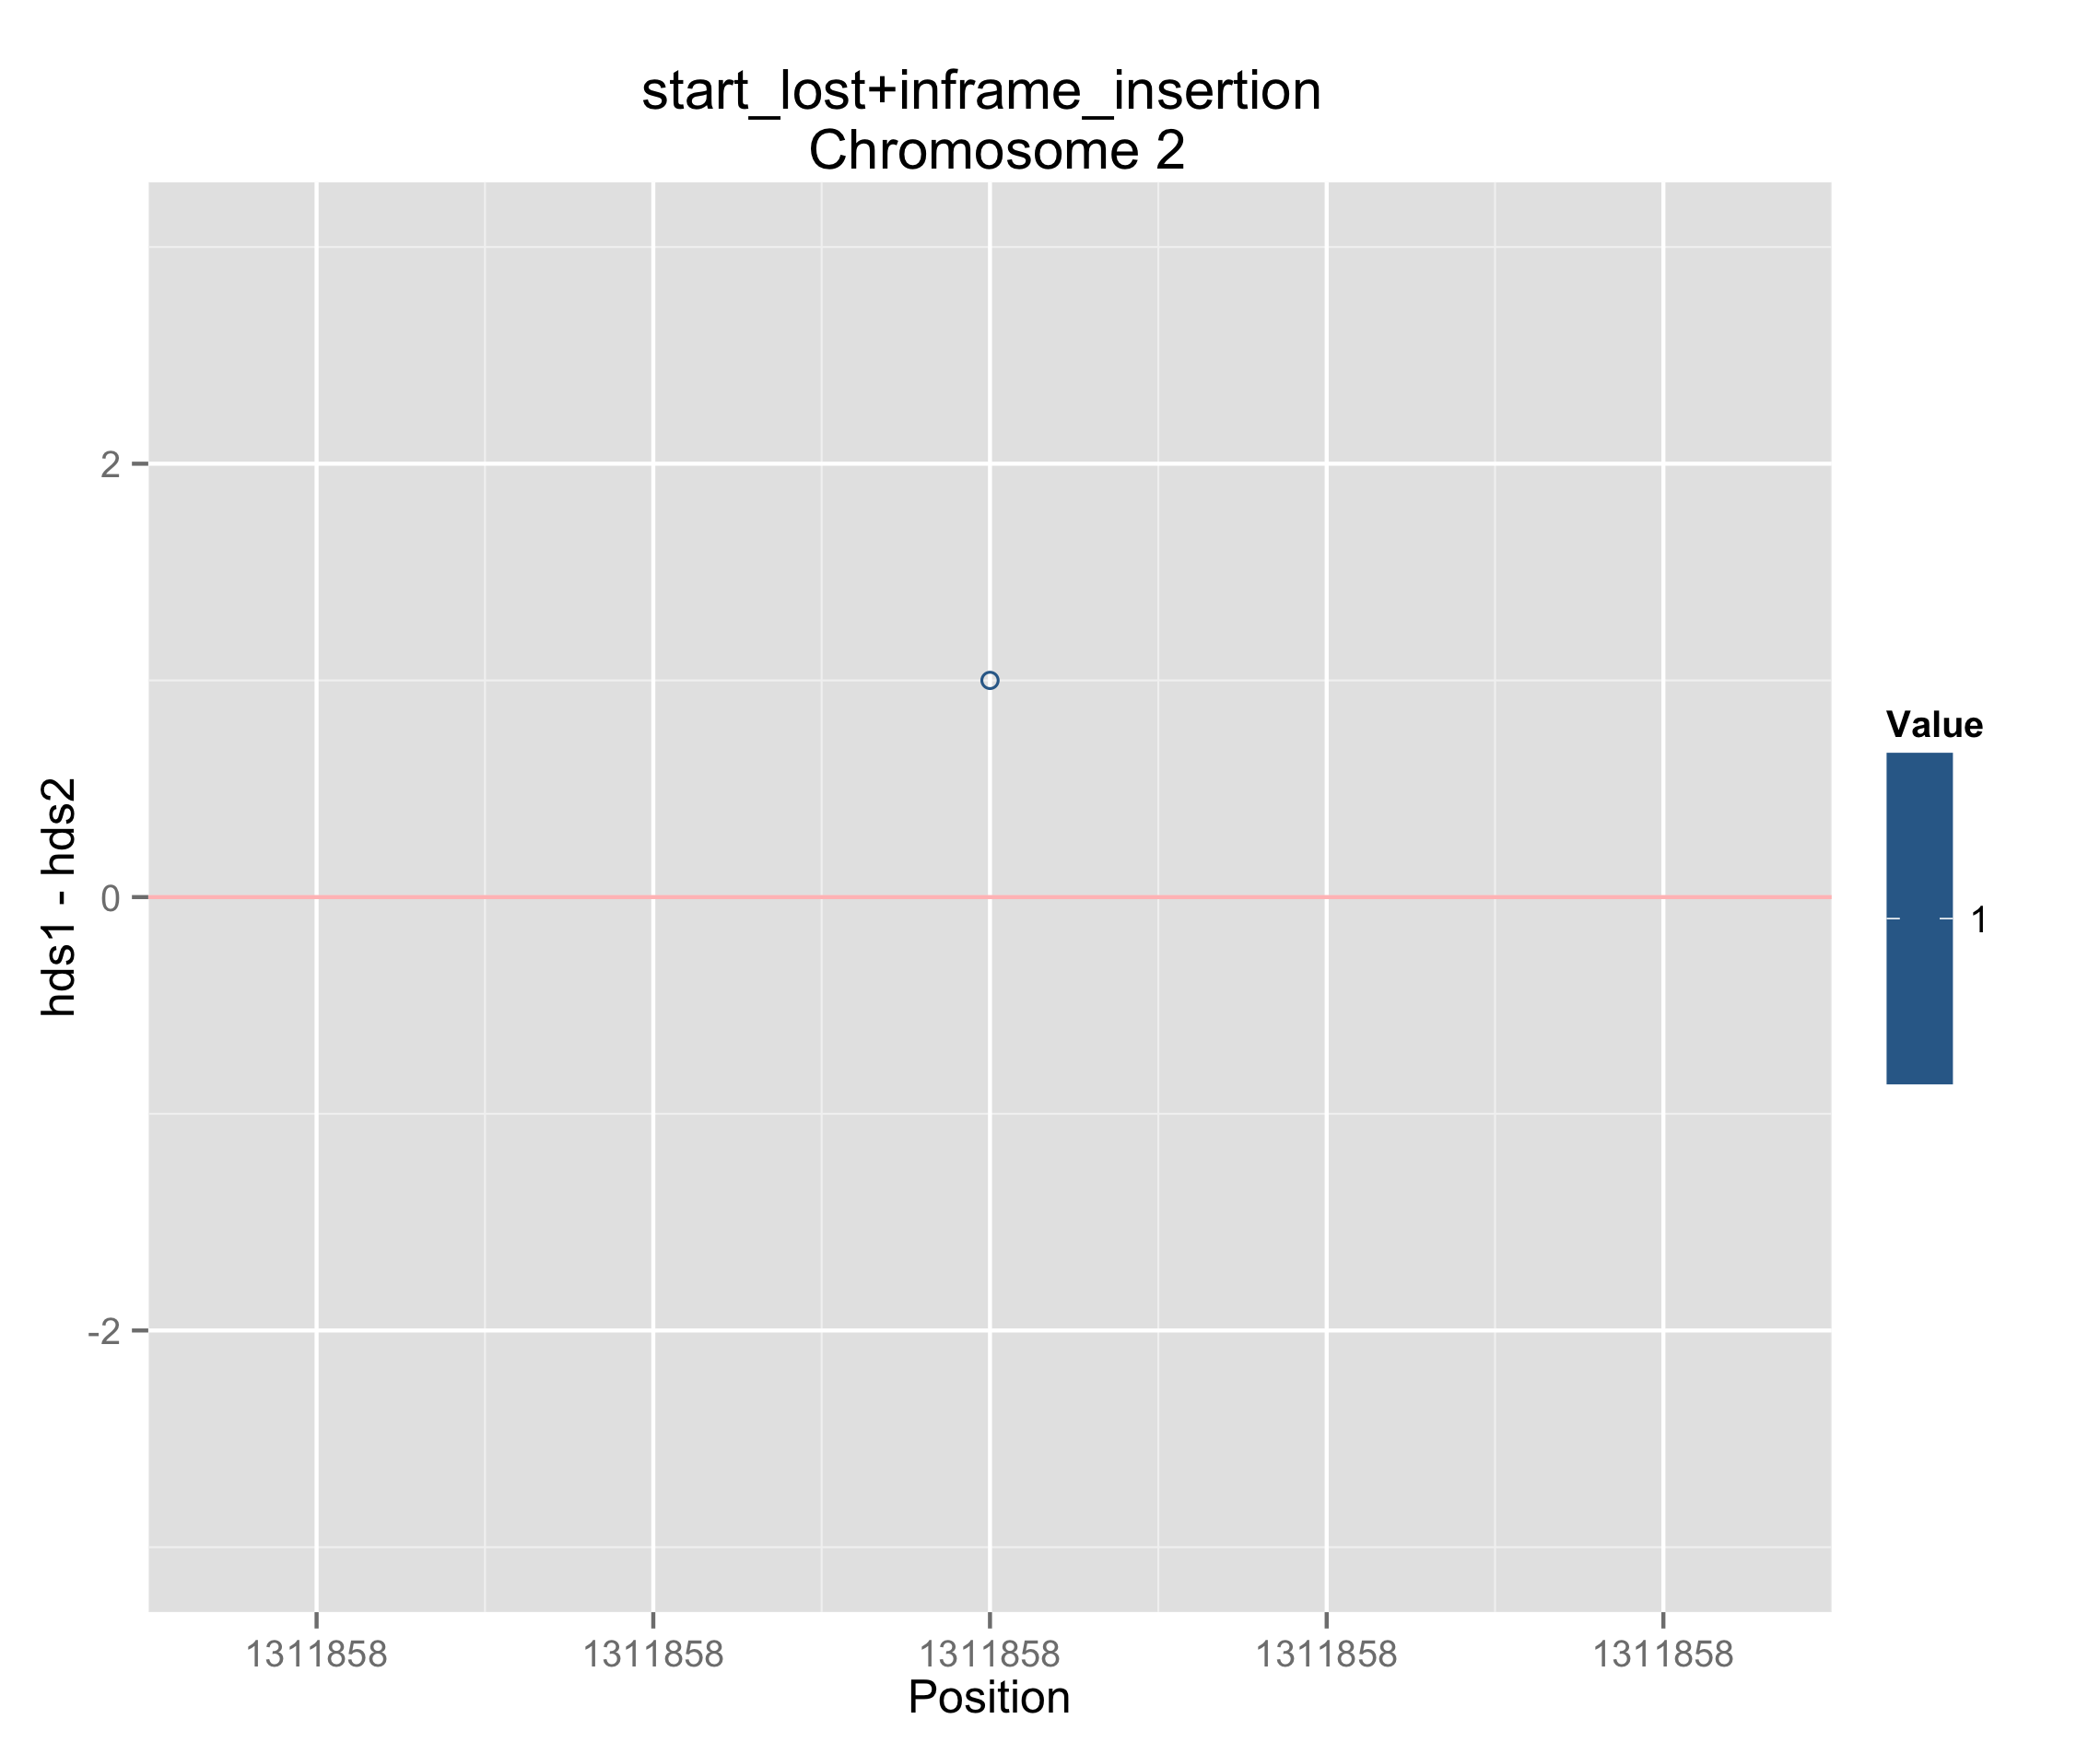 start_lost+inframe_insertion
Chromosome 2
2
0
-2
hds1 - hds2
1311858 1311858 1311858 1311858 1311858
Position
Value
1